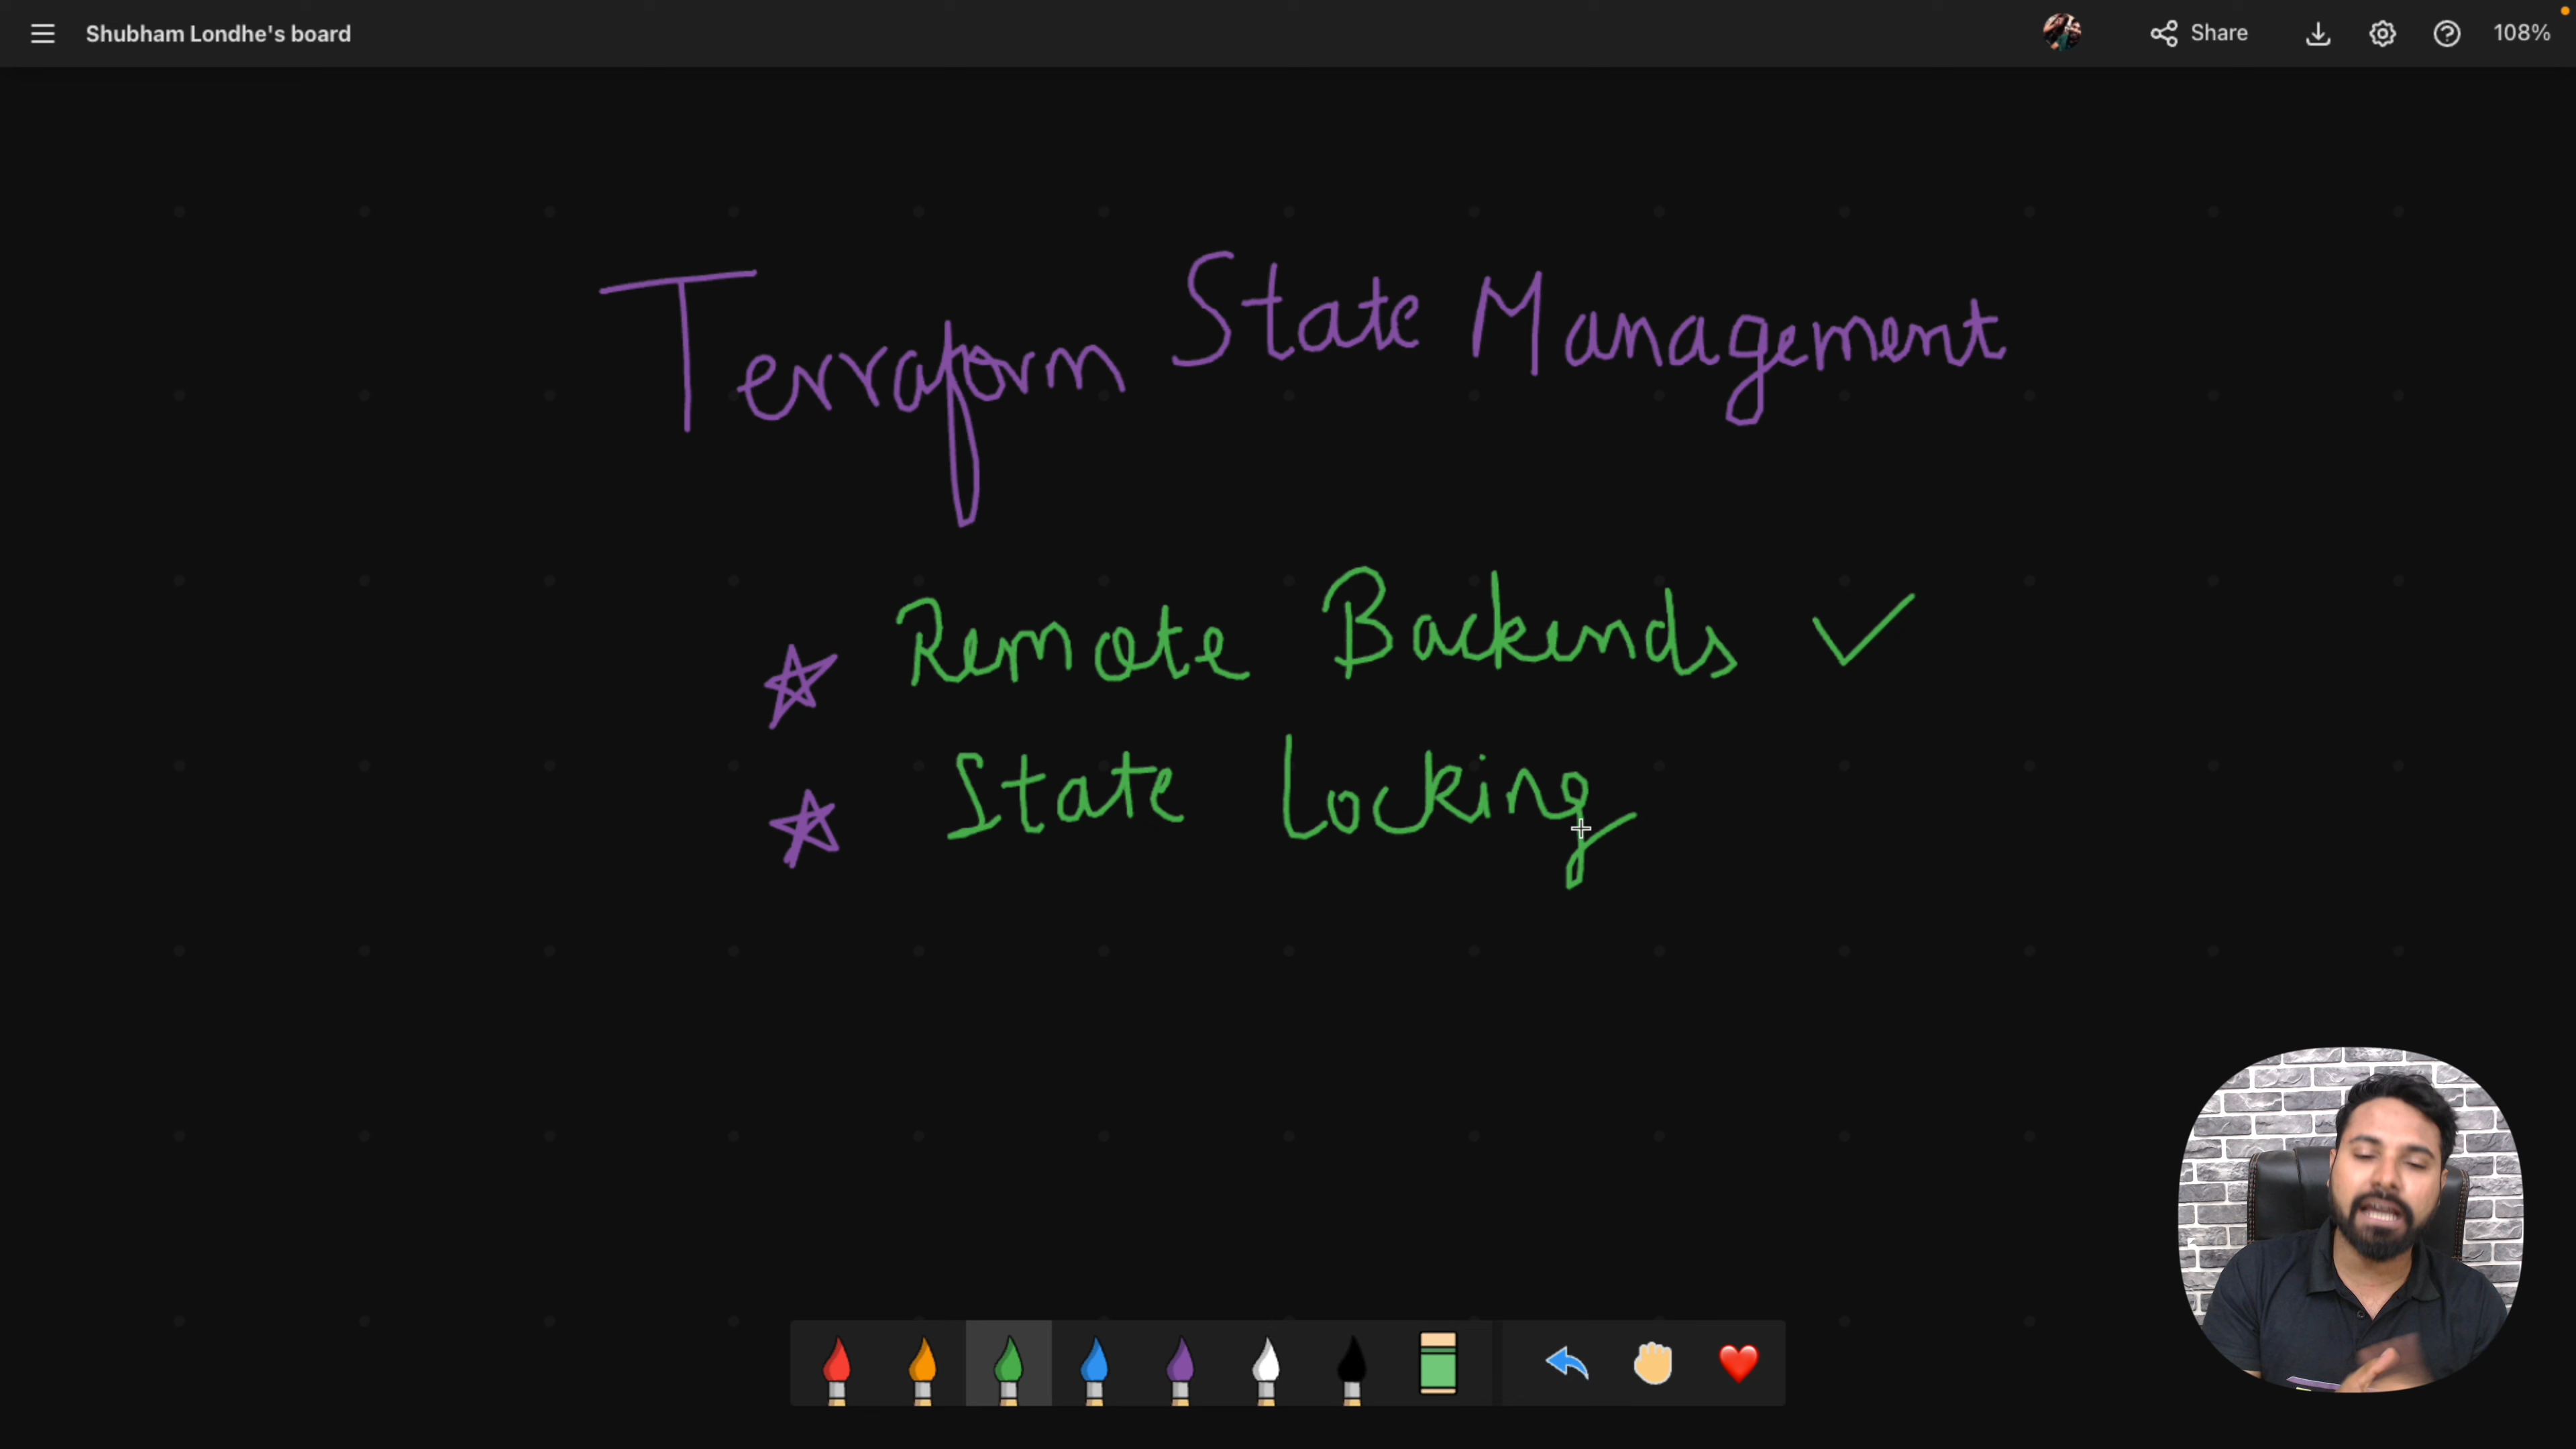 Shubham Londhe's board
Share
108%
Terraform State Management
Remote Backends
State Locking